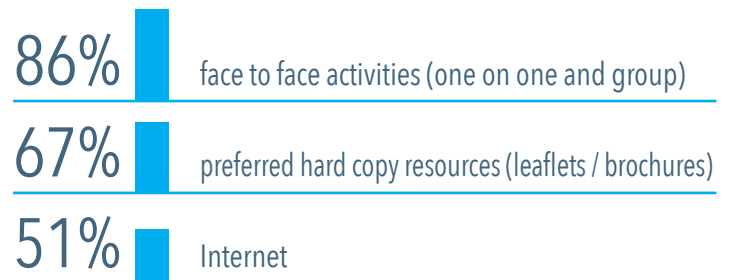 86% face to face activities (one on one and group)
67% preferred hard copy resources (leaflets / brochures)
51% Internet